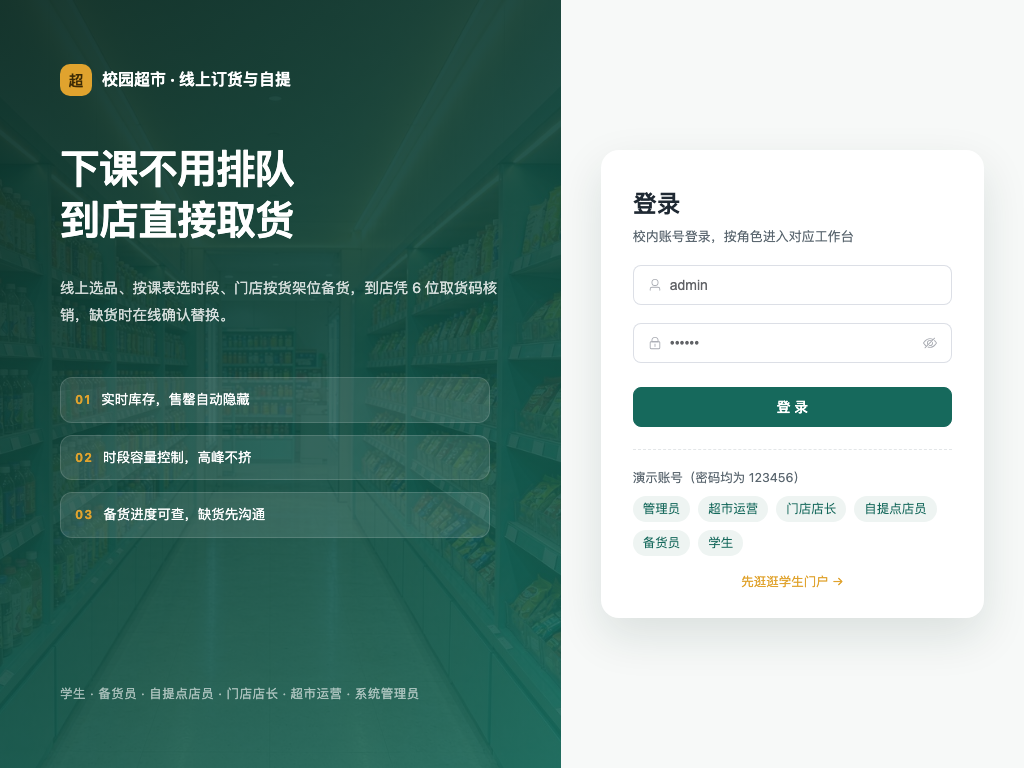 超
校园超市 · 线上订货与自提
下课不用排队
到店直接取货
线上选品、按课表选时段、门店按货架位备货，到店凭 6 位取货码核
销，缺货时在线确认替换。
01 实时库存，售罄自动隐藏
02 时段容量控制，高峰不挤
03 备货进度可查，缺货先沟通
学生 · 备货员 · 自提点店员 · 门店店长 · 超市运营 · 系统管理员
登录
校内账号登录，按角色进入对应工作台
admin
••••••
登 录
演示账号（密码均为 123456）
管理员 超市运营 门店店长 自提点店员
备货员 学生
先逛逛学生门户 →